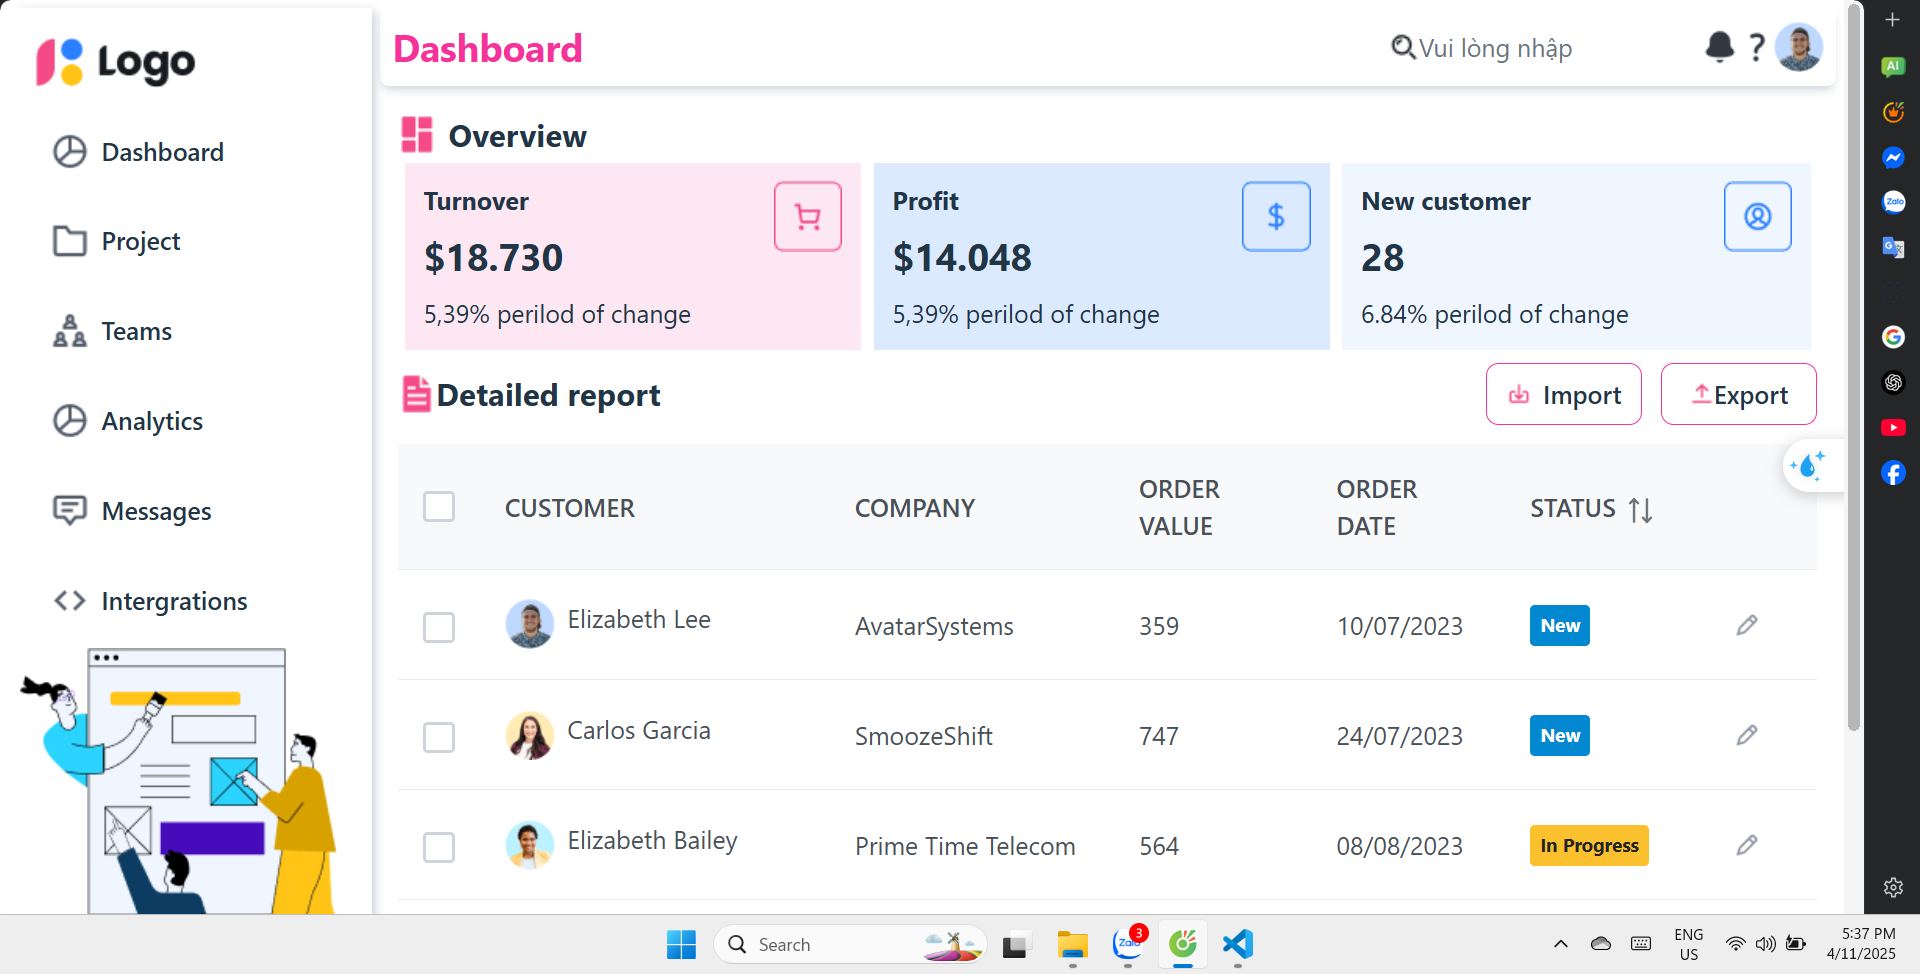 Logo
Dashboard
Project
Teams
Analytics
Messages
Intergrations
Dashboard
Vui lòng nhập
?
Overview
Turnover
$18.730
5,39% perilod of change
Profit
$
$14.048
5,39% perilod of change
New customer
28
6.84% perilod of change
Detailed report
Import
Export
CUSTOMER
COMPANY
ORDER
VALUE
ORDER
DATE
STATUS
Elizabeth Lee
AvatarSystems
359
10/07/2023
New
Carlos Garcia
SmoozeShift
747
24/07/2023
New
Elizabeth Bailey
Prime Time Telecom
564
08/08/2023
In Progress
AI
Zalo
G
Search
Zalo
3
ENG
US
5:37 PM
4/11/2025